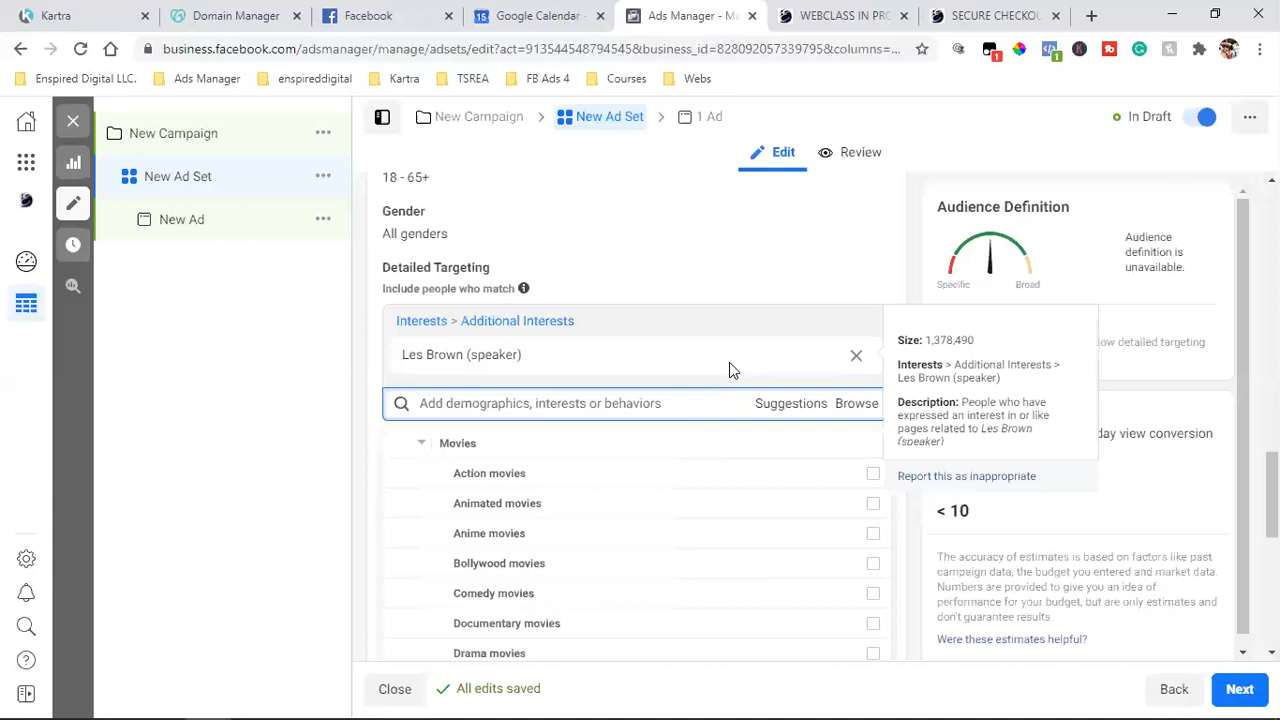 Kartra
Domain Manager
Facebook
Google Calendar
Ads Manager - M
WEBCLASS IN PRO
SECURE CHECKOU
business.facebook.com/adsmanager/manage/adsets/edit?act=913544548794545&business_id=828092057339795&columns=...
Enspired Digital LLC.
Ads Manager
enspireddigital
Kartra
TSREA
FB Ads 4
Courses
Webs
New Campaign
New Ad Set
New Ad
New Campaign
New Ad Set
1 Ad
In Draft
Edit
Review
18 - 65+
Gender
All genders
Detailed Targeting
Include people who match
Interests > Additional Interests
Les Brown (speaker)
Add demographics, interests or behaviors
Suggestions
Browse
Movies
Action movies
Animated movies
Anime movies
Bollywood movies
Comedy movies
Documentary movies
Drama movies
Size: 1,378,490
Interests > Additional Interests >
Les Brown (speaker)
Description: People who have
expressed an interest in or like
pages related to Les Brown
(speaker)
Report this as inappropriate
Audience Definition
Specific
Broad
Audience
definition is
unavailable.
ow detailed targeting
day view conversion
< 10
The accuracy of estimates is based on factors like past
campaign data, the budget you entered and market data.
Numbers are provided to give you an idea of
performance for your budget, but are only estimates and
don't guarantee results.
Were these estimates helpful?
Close
All edits saved
Back
Next